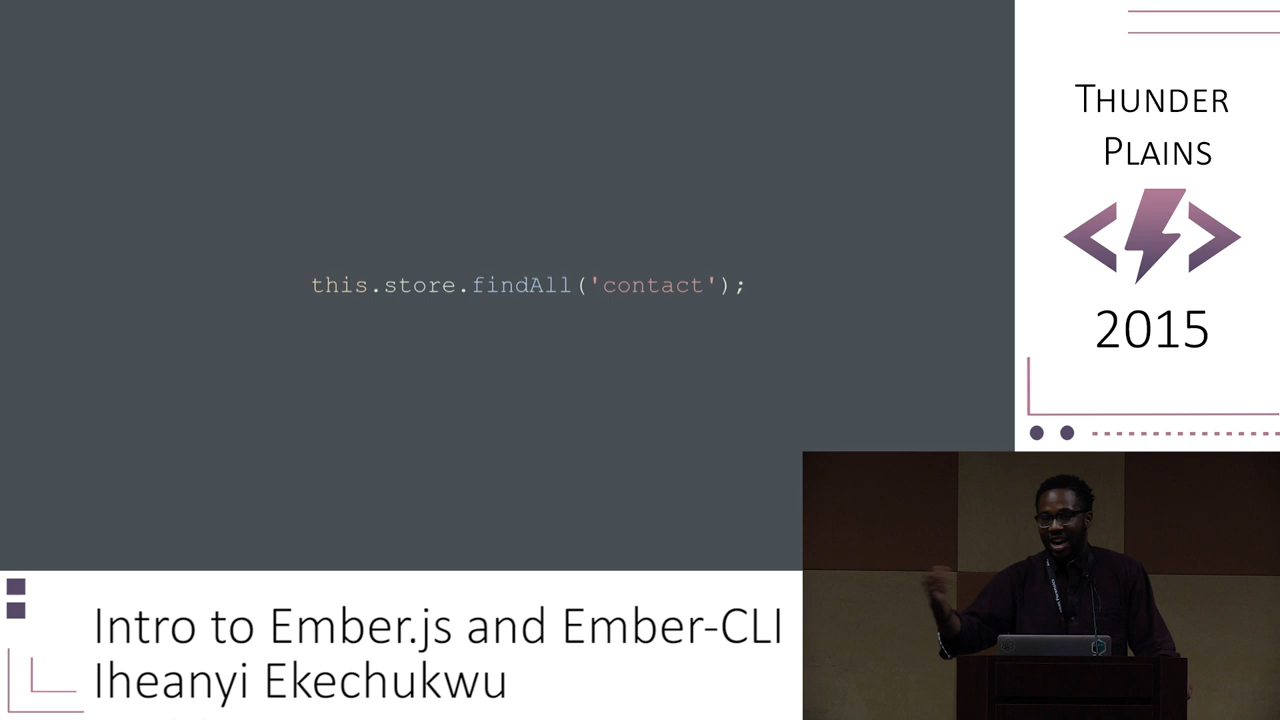 this.store.findAll('contact');
THUNDER
PLAINS
2015
Intro to Ember.js and Ember-CLI
Iheanyi Ekechukwu